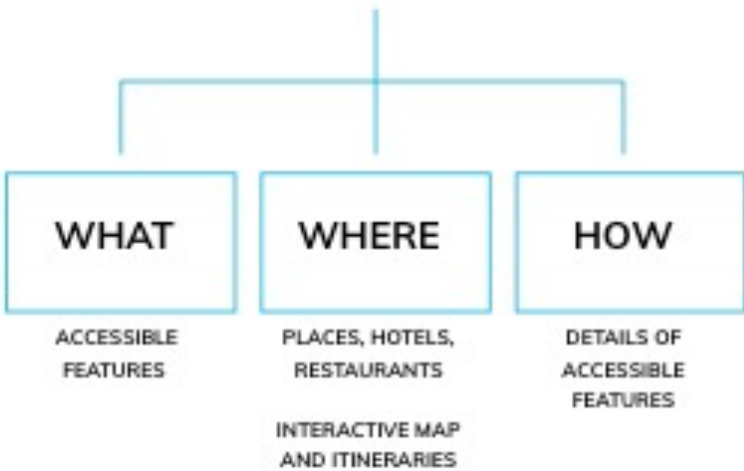 WHAT
WHERE
HOW
ACCESSIBLE
FEATURES
PLACES, HOTELS,
RESTAURANTS
INTERACTIVE MAP
AND ITINERARIES
DETAILS OF
ACCESSIBLE
FEATURES